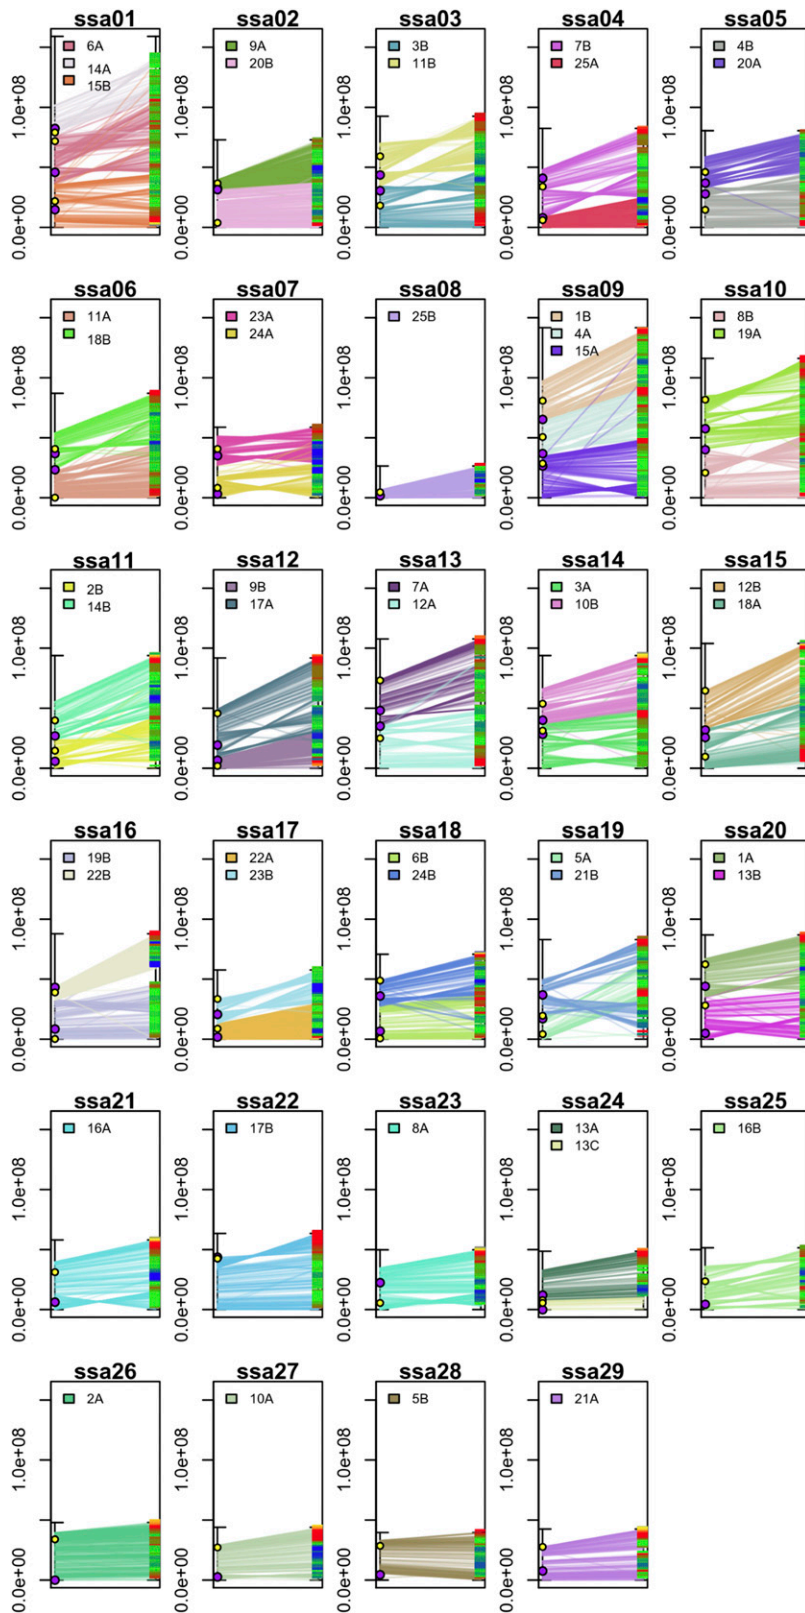 ssa01 ssa02 ssa03 ssa04 ssa05
6A 9A 3B 7B 4B
14A 20B 11B 25A 20A
15B
1.0e+08 1.0e+08 1.0e+08 1.0e+08 1.0e+08
0.0e+00 0.0e+00 0.0e+00 0.0e+00 0.0e+00
ssa06 ssa07 ssa08 ssa09 ssa10
11A 23A 25B 1B 8B
18B 24A 4A 19A
15A
1.0e+08 1.0e+08 1.0e+08 1.0e+08 1.0e+08
0.0e+00 0.0e+00 0.0e+00 0.0e+00 0.0e+00
ssa11 ssa12 ssa13 ssa14 ssa15
2B 9B 7A 3A 12B
14B 17A 12A 10B 18A
1.0e+08 1.0e+08 1.0e+08 1.0e+08 1.0e+08
0.0e+00 0.0e+00 0.0e+00 0.0e+00 0.0e+00
ssa16 ssa17 ssa18 ssa19 ssa20
19B 22A 6B 5A 1A
22B 23B 24B 21B 13B
1.0e+08 1.0e+08 1.0e+08 1.0e+08 1.0e+08
0.0e+00 0.0e+00 0.0e+00 0.0e+00 0.0e+00
ssa21 ssa22 ssa23 ssa24 ssa25
16A 17B 8A 13A 16B
13C
1.0e+08 1.0e+08 1.0e+08 1.0e+08 1.0e+08
0.0e+00 0.0e+00 0.0e+00 0.0e+00 0.0e+00
ssa26 ssa27 ssa28 ssa29
2A 10A 5B 21A
1.0e+08 1.0e+08 1.0e+08 1.0e+08
0.0e+00 0.0e+00 0.0e+00 0.0e+00